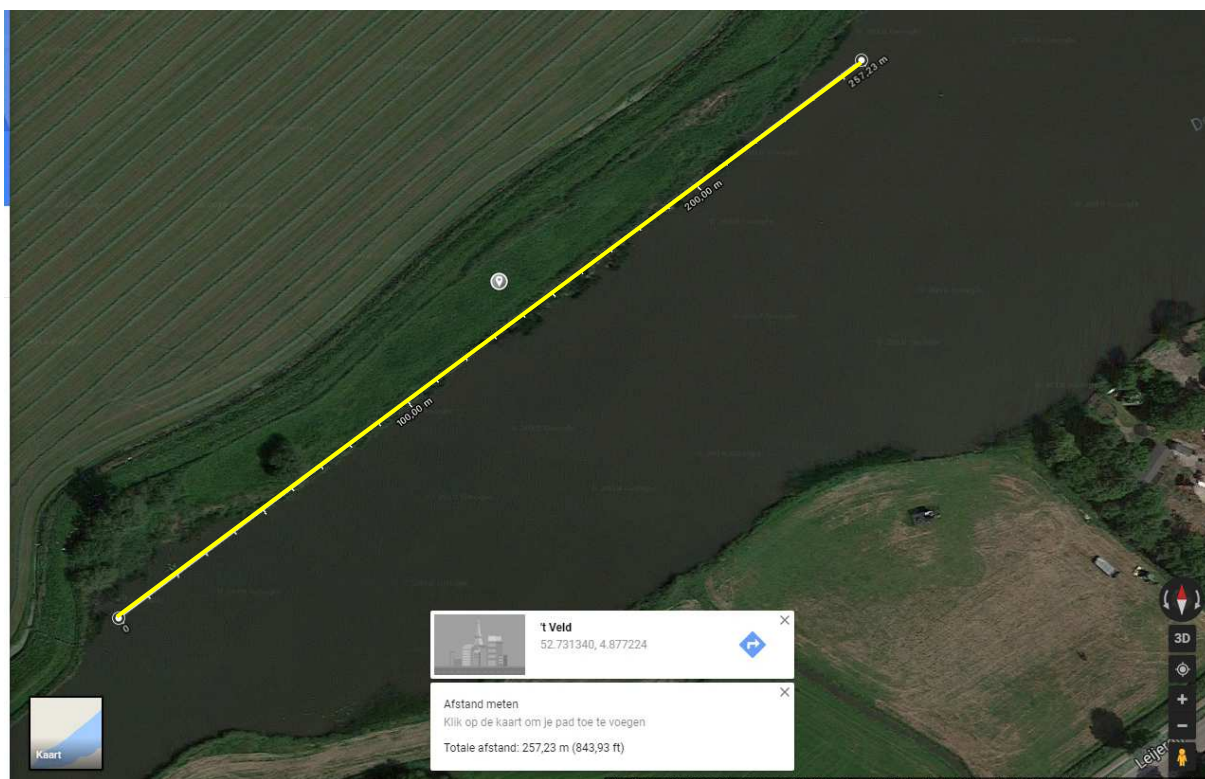 257,23 m
200,00 m
100,00 m
0
't Veld
52.731340, 4.877224
Afstand meten
Klik op de kaart om je pad toe te voegen
Totale afstand: 257,23 m (843,93 ft)
Kaart
3D
+
−